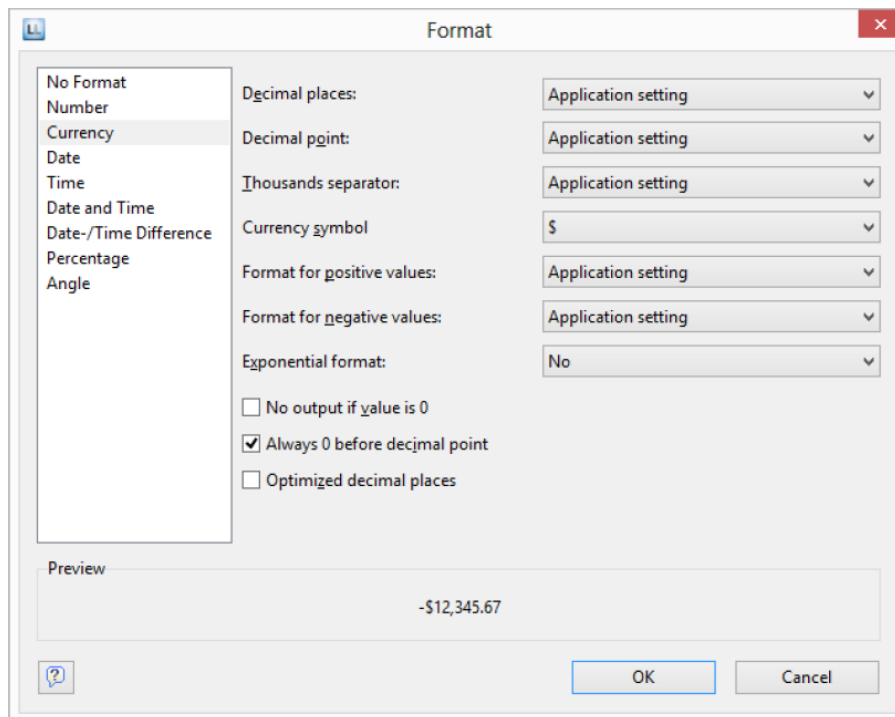 LL
Format
No Format
Number
Currency
Date
Time
Date and Time
Date-/Time Difference
Percentage
Angle
Decimal places: Application setting
Decimal point: Application setting
Thousands separator: Application setting
Currency symbol $
Format for positive values: Application setting
Format for negative values: Application setting
Exponential format: No
No output if value is 0
Always 0 before decimal point
Optimized decimal places
Preview
-$12,345.67
?
OK Cancel